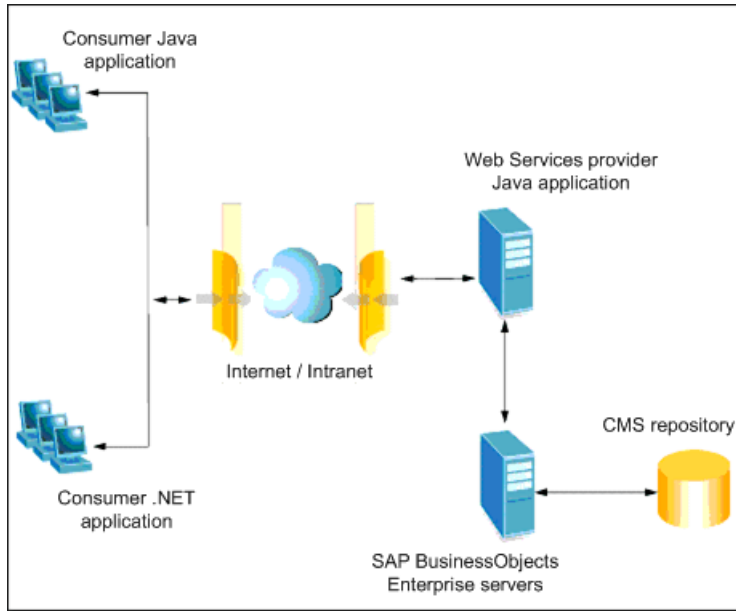 Consumer Java
application
Web Services provider
Java application
Internet / Intranet
CMS repository
Consumer .NET
application
SAP BusinessObjects
Enterprise servers